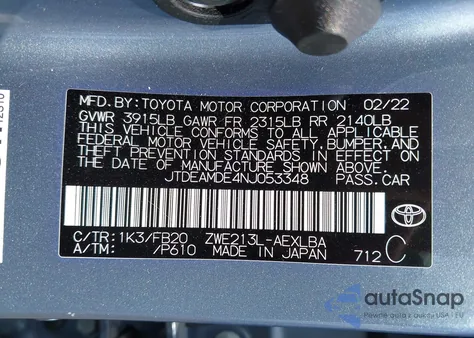 MFD. BY: TOYOTA MOTOR CORPORATION 02/22
GVWR 3915LB GAWR FR 2315LB RR 2140LB
THIS VEHICLE CONFORMS TO ALL APPLICABLE
FEDERAL MOTOR VEHICLE SAFETY, BUMPER, AND
THEFT PREVENTION STANDARDS IN EFFECT ON
THE DATE OF MANUFACTURE SHOWN ABOVE.
JTDEAMDE4NJ053348 PASS. CAR
C/TR: 1K3/FB20 ZWE213L-AEXLBA
A/TM: /P610 MADE IN JAPAN 712 C
autoSnap